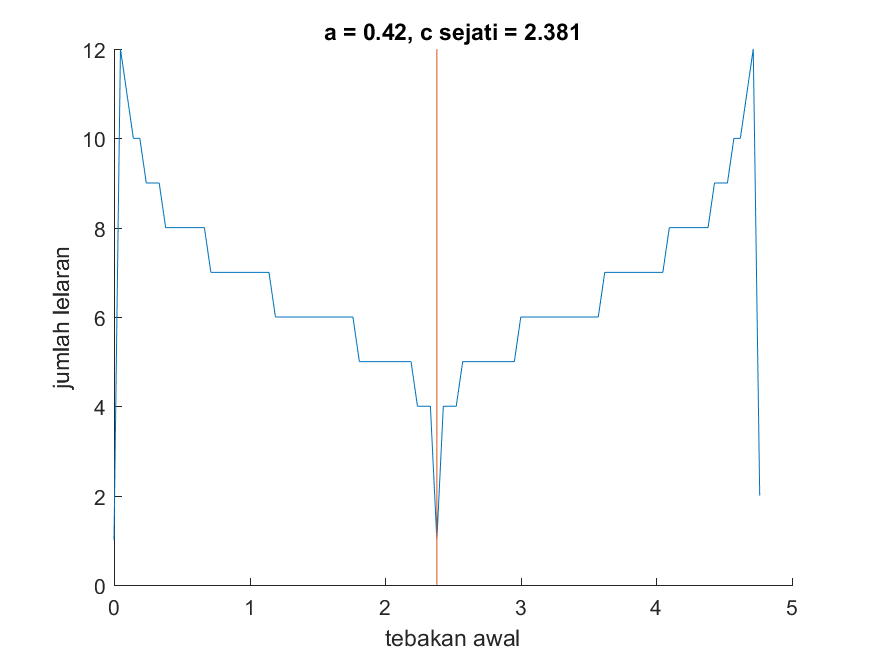 a = 0.42, c sejati = 2.381
12
10
8
6
4
2
0
jumlah lelaran
0 1 2 3 4 5
tebakan awal